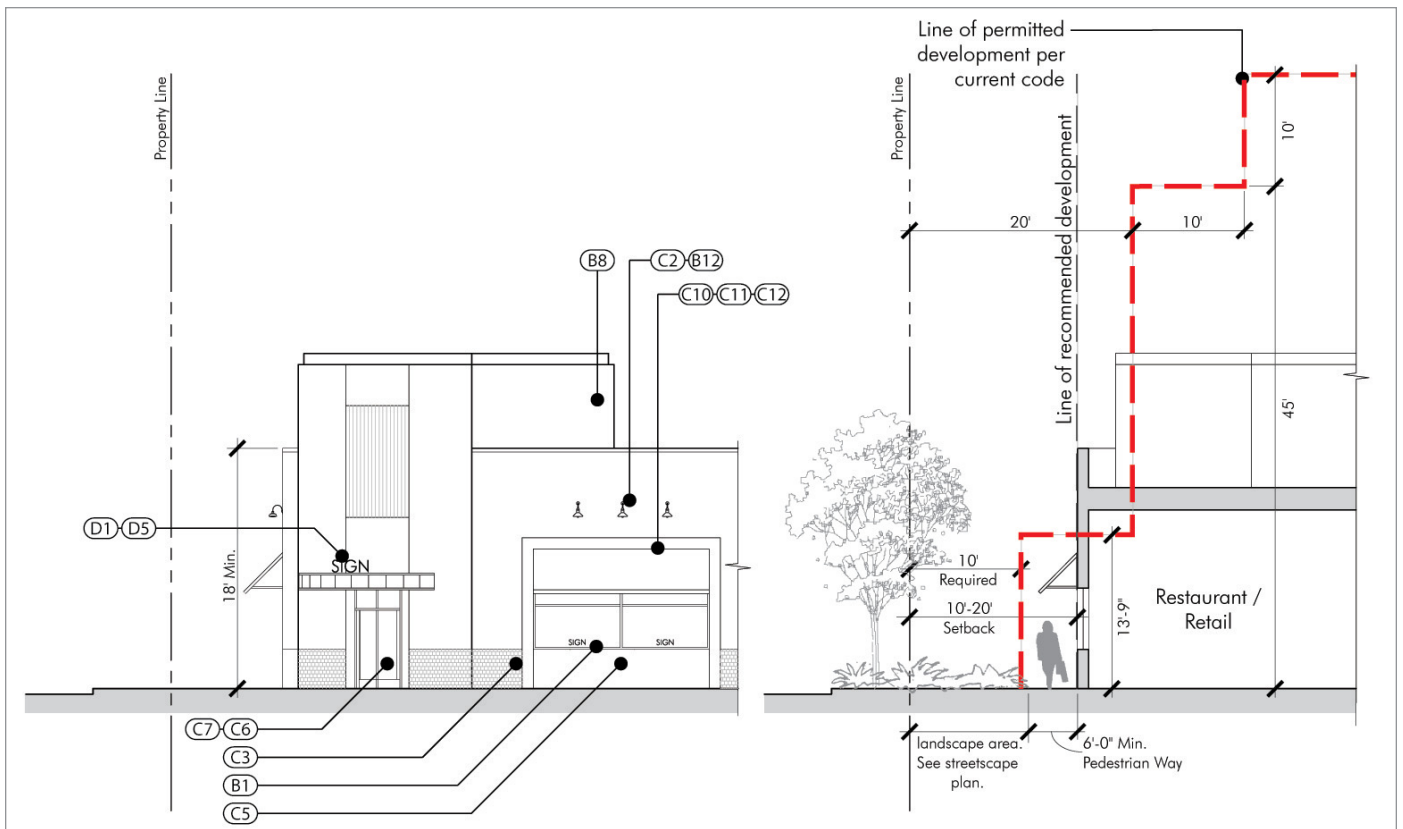 Property Line
B8
C2
B12
C10
C11
C12
18' Min.
D1
D5
SIGN
SIGN
SIGN
C7
C6
C3
B1
C5
Line of permitted
development per
current code
Property Line
Line of recommended development
10'
20'
10'
45'
10'
Required
10'-20'
Setback
13'-9"
Restaurant /
Retail
landscape area.
See streetscape
plan.
6'-0" Min.
Pedestrian Way